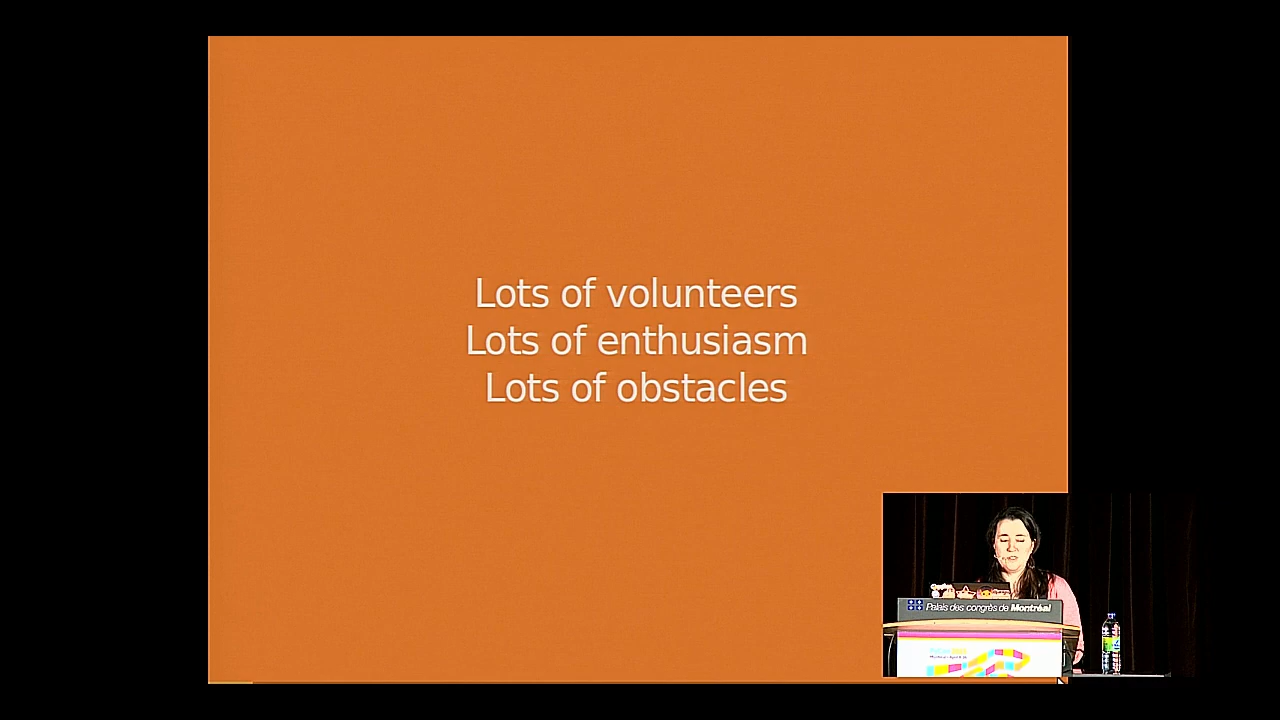 Lots of volunteers
Lots of enthusiasm
Lots of obstacles
Palais des congrès de Montréal